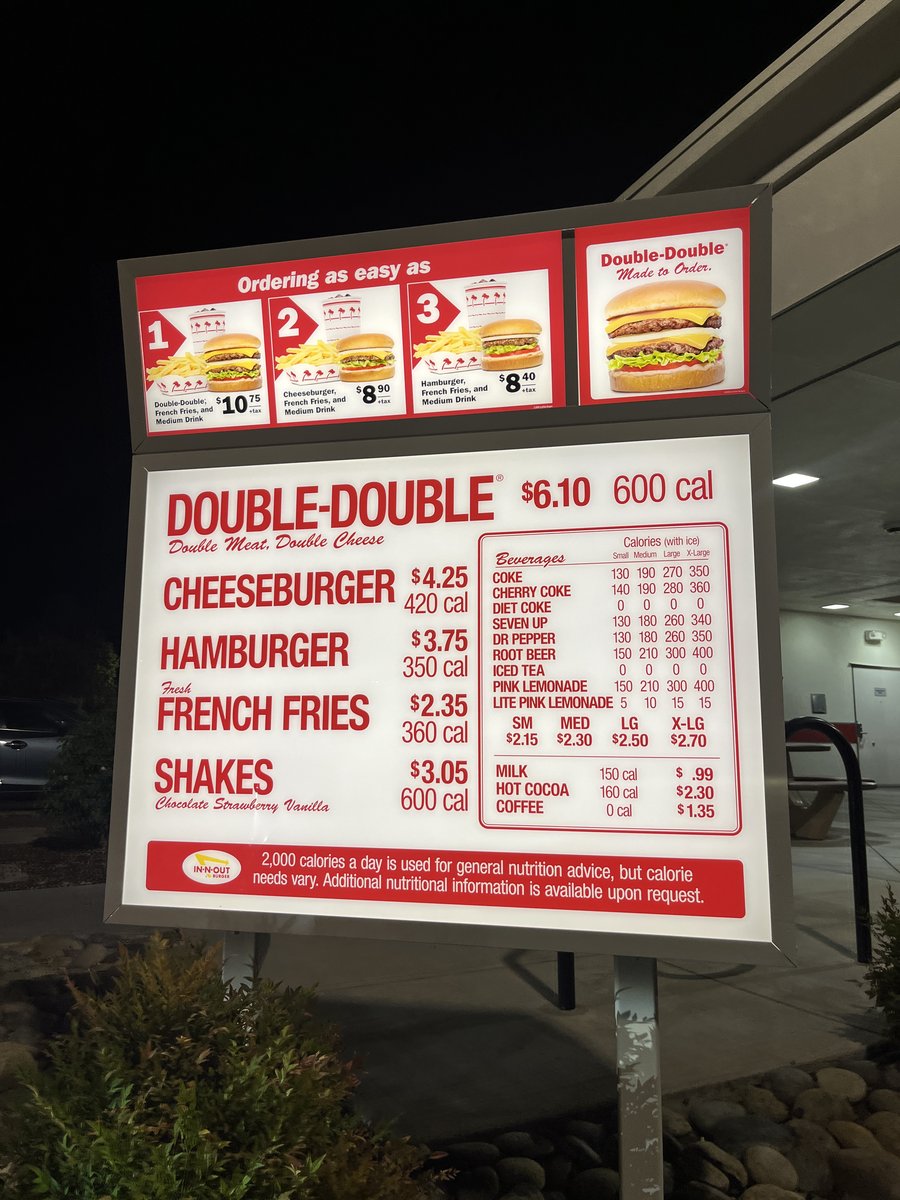 Ordering as easy as
1
Double-Double,®
French Fries, and
Medium Drink
$10 75
+tax
2
Cheeseburger,
French Fries, and
Medium Drink
$8 90
+tax
3
Hamburger,
French Fries, and
Medium Drink
$8 40
+tax
Double-Double®
Made to Order.
DOUBLE-DOUBLE® $6.10 600 cal
Double Meat, Double Cheese
CHEESEBURGER $4.25
420 cal
HAMBURGER $3.75
350 cal
Fresh
FRENCH FRIES $2.35
360 cal
SHAKES $3.05
Chocolate Strawberry Vanilla 600 cal
Calories (with ice)
Beverages Small Medium Large X-Large
COKE 130 190 270 350
CHERRY COKE 140 190 280 360
DIET COKE 0 0 0 0
SEVEN UP 130 180 260 340
DR PEPPER 130 180 260 350
ROOT BEER 150 210 300 400
ICED TEA 0 0 0 0
PINK LEMONADE 150 210 300 400
LITE PINK LEMONADE 5 10 15 15
SM MED LG X-LG
$2.15 $2.30 $2.50 $2.70
MILK 150 cal $ .99
HOT COCOA 160 cal $2.30
COFFEE 0 cal $1.35
IN-N-OUT
BURGER
2,000 calories a day is used for general nutrition advice, but calorie
needs vary. Additional nutritional information is available upon request.